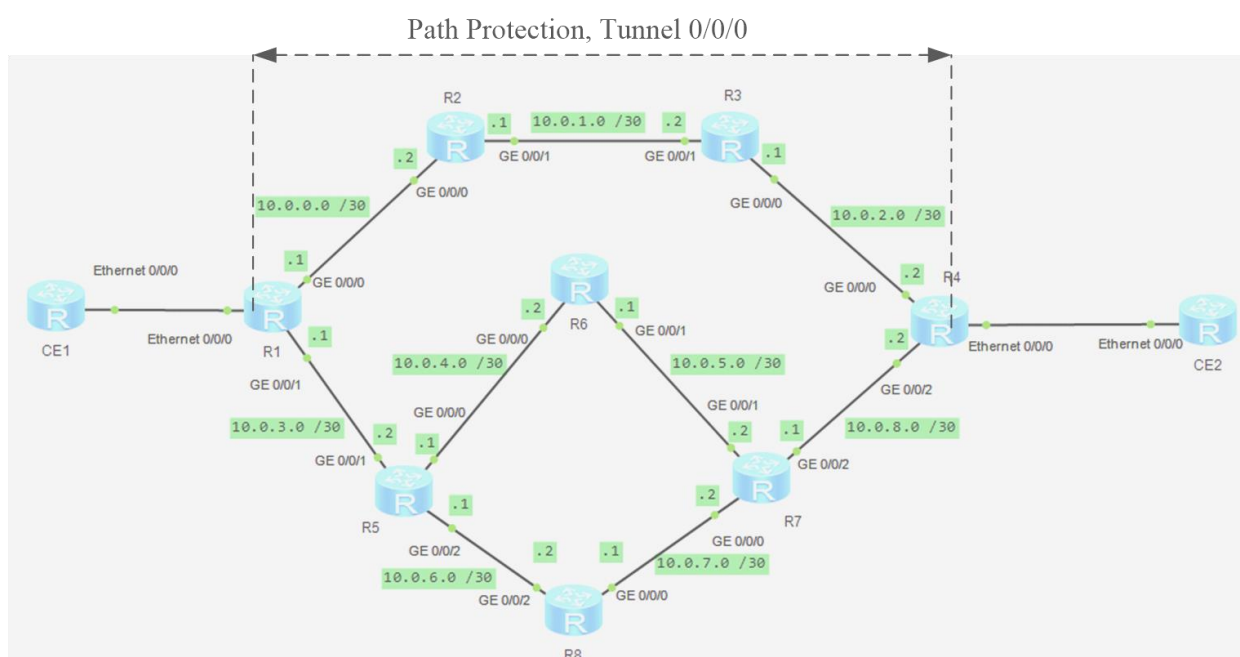 Path Protection, Tunnel 0/0/0
R2
R3
.1
10.0.1.0 /30
.2
GE 0/0/1
GE 0/0/1
.2
.1
GE 0/0/0
GE 0/0/0
10.0.0.0 /30
10.0.2.0 /30
.1
Ethernet 0/0/0
GE 0/0/0
.2
R4
GE 0/0/0
CE1
Ethernet 0/0/0
R1
.1
GE 0/0/1
.2
R6
.1
GE 0/0/0
GE 0/0/1
.2
Ethernet 0/0/0
Ethernet 0/0/0
CE2
10.0.4.0 /30
10.0.5.0 /30
GE 0/0/2
GE 0/0/0
GE 0/0/1
10.0.3.0 /30
.2
.1
GE 0/0/1
.2
.1
10.0.8.0 /30
GE 0/0/2
R5
.1
.2
R7
GE 0/0/2
.2
.1
GE 0/0/0
10.0.6.0 /30
10.0.7.0 /30
GE 0/0/2
GE 0/0/0
R8
R
R
R
R
R
R
R
R
R
R